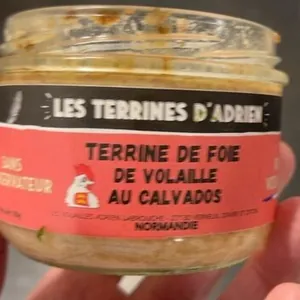 LES TERRINES D'ADRIEN
SANS
TERRINE DE FOIE
DE VOLAILLE
AU CALVADOS
NORMANDIE